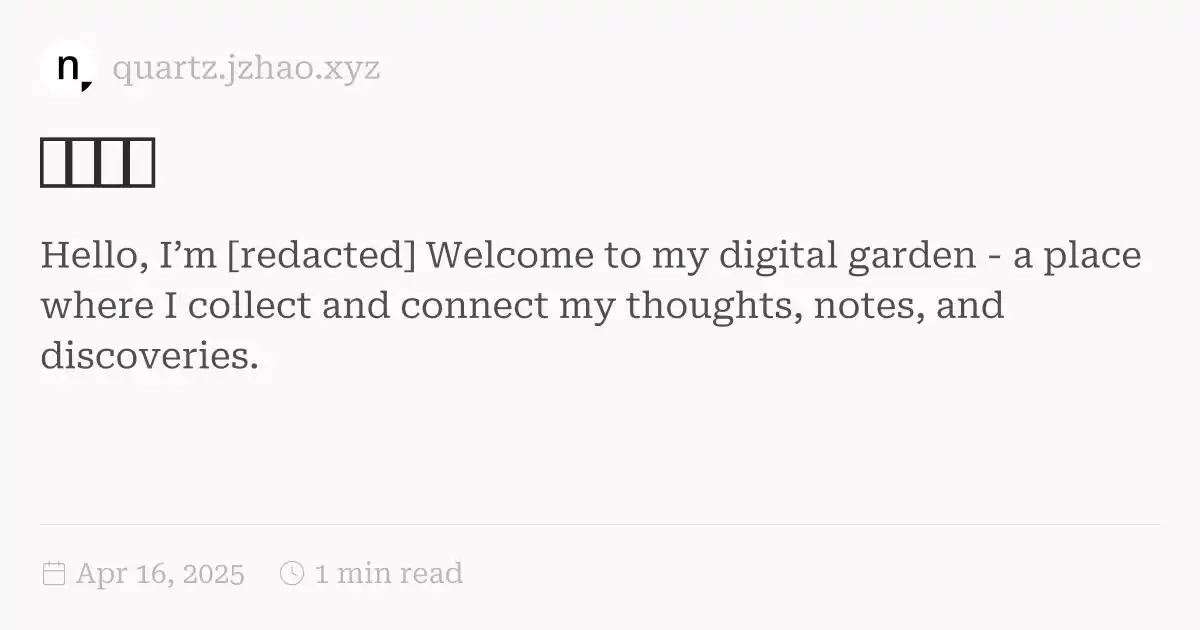 n
quartz.jzhao.xyz
Hello, I’m [redacted] Welcome to my digital garden - a place
where I collect and connect my thoughts, notes, and
discoveries.
Apr 16, 2025 1 min read